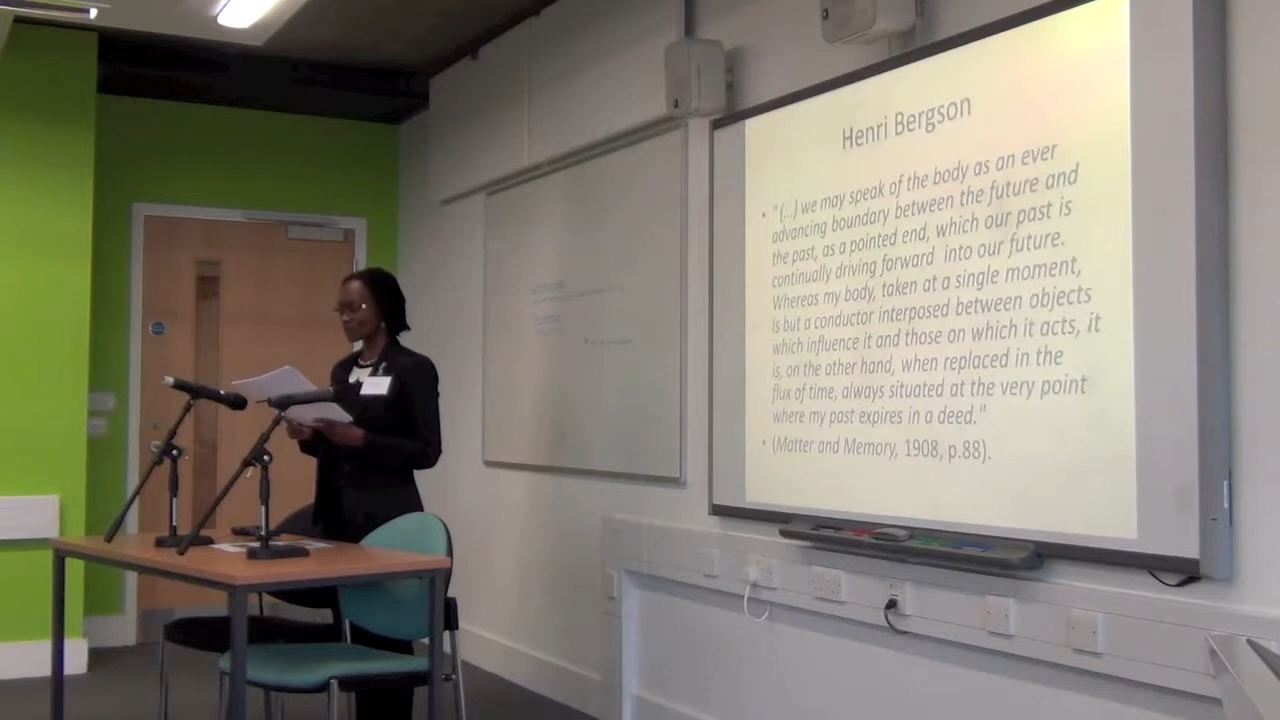 Henri Bergson
• "(...) we may speak of the body as an ever
advancing boundary between the future and
the past, as a pointed end, which our past is
continually driving forward into our future.
Whereas my body, taken at a single moment,
is but a conductor interposed between objects
which influence it and those on which it acts, it
is, on the other hand, when replaced in the
flux of time, always situated at the very point
where my past expires in a deed."
• (Matter and Memory, 1908, p.88).